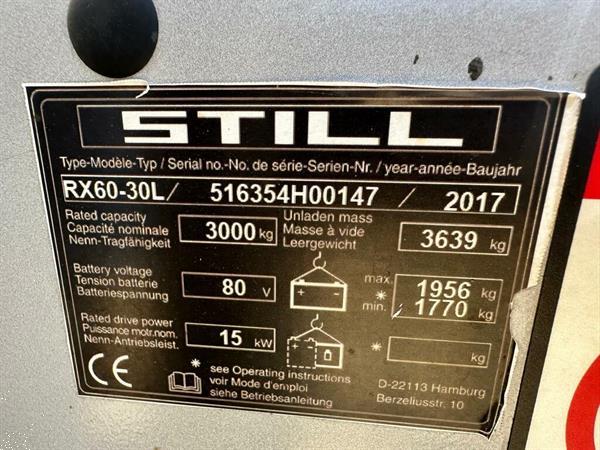 STILL
Type-Modèle-Typ / Serial no.-No. de série-Serien-Nr. / year-année-Baujahr
RX60-30L/ 516354H00147 / 2017
Rated capacity
Capacité nominale
Nenn-Tragfähigkeit
3000 kg
Unladen mass
Masse à vide
Leergewicht
3639 kg
Battery voltage
Tension batterie
Batteriespannung
80 V
max. 1956 kg
*
min. 1770 kg
Rated drive power
Puissance motr.nom.
Nenn-Antriebsleist.
15 kW
* kg
CE
* see Operating instructions
voir Mode d'emploi
siehe Betriebsanleitung
D-22113 Hamburg
Berzeliusstr. 10